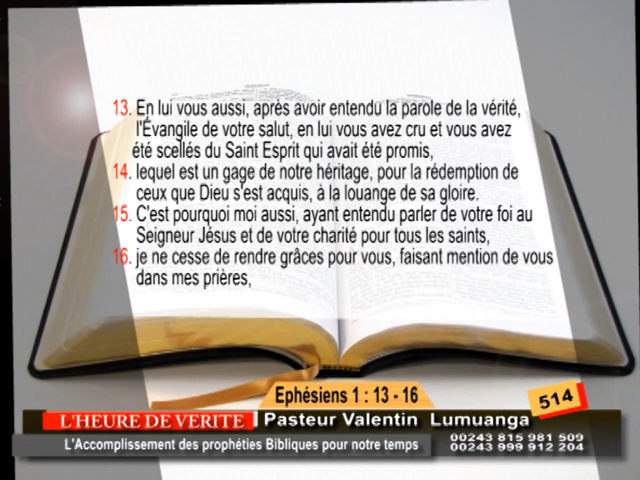 13. En lui vous aussi, après avoir entendu la parole de la vérité,
l'Évangile de votre salut, en lui vous avez cru et vous avez
été scellés du Saint Esprit qui avait été promis,
14. lequel est un gage de notre héritage, pour la rédemption de
ceux que Dieu s'est acquis, à la louange de sa gloire.
15. C'est pourquoi moi aussi, ayant entendu parler de votre foi au
Seigneur Jésus et de votre charité pour tous les saints,
16. je ne cesse de rendre grâces pour vous, faisant mention de vous
dans mes prières,
Ephésiens 1 : 13 - 16
514
L'HEURE DE VERITE Pasteur Valentin Lumuanga
L'Accomplissement des prophéties Bibliques pour notre temps
00243 815 981 509
00243 999 912 204